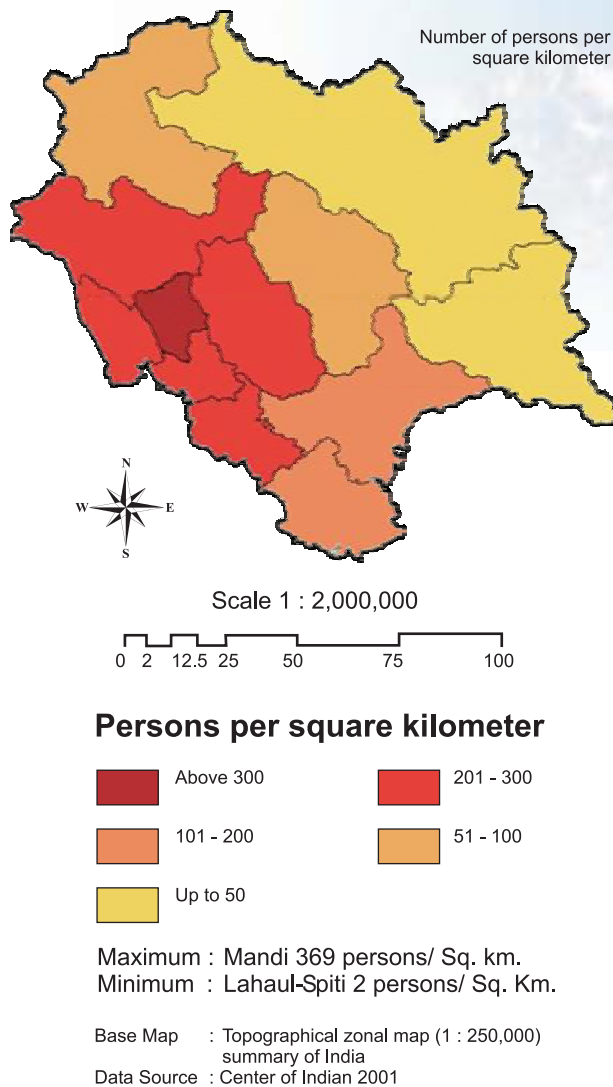 Number of persons per
square kilometer
N
W E
S
Scale 1 : 2,000,000
0 2 12.5 25 50 75 100
Persons per square kilometer
Above 300 201 - 300
101 - 200 51 - 100
Up to 50
Maximum : Mandi 369 persons/ Sq. km.
Minimum : Lahaul-Spiti 2 persons/ Sq. Km.
Base Map : Topographical zonal map (1 : 250,000)
summary of India
Data Source : Center of Indian 2001